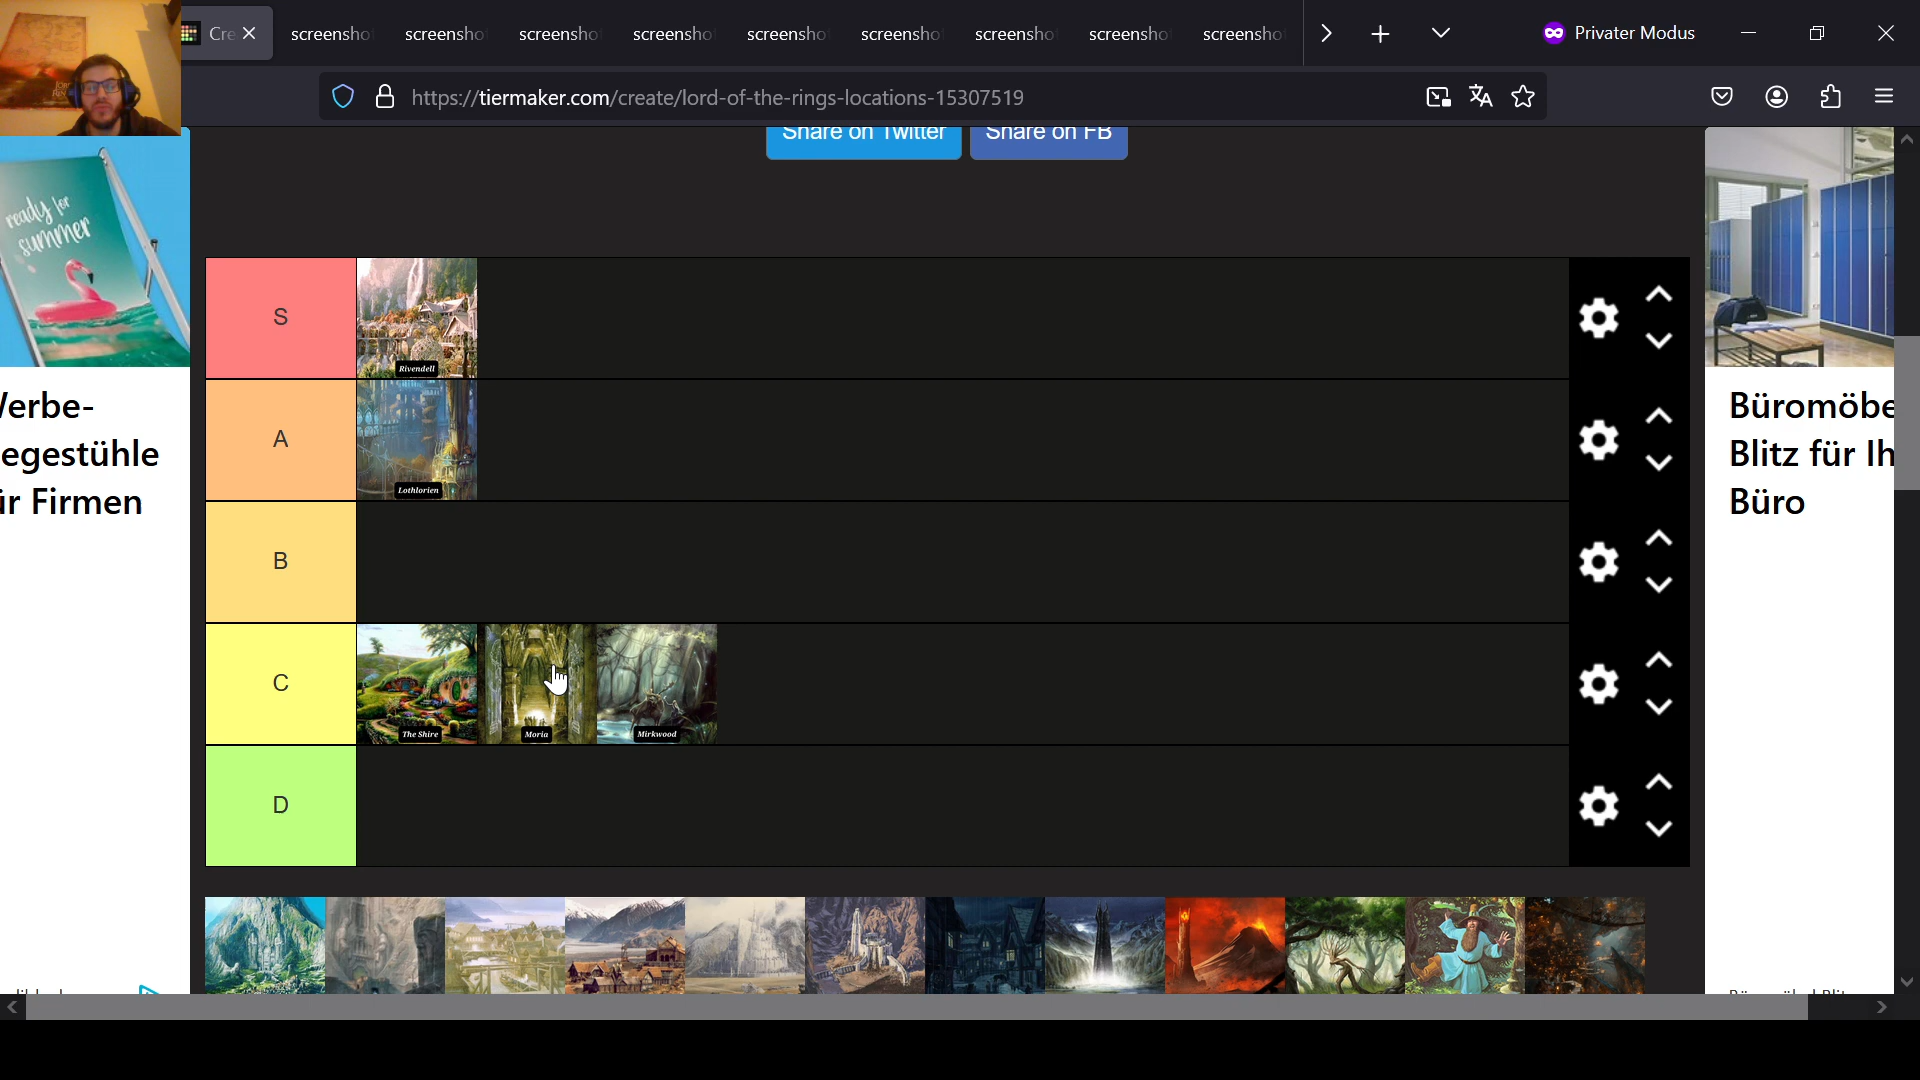 Cre
screensho
screensho
screensho
screensho
screensho
screensho
screensho
screensho
screensho
Privater Modus
https://tiermaker.com/create/lord-of-the-rings-locations-15307519
Share on Twitter
Share on FB
ready for
summer
Werbe-
egestühle
ür Firmen
Büromöbe
Blitz für Ih
Büro
S
Rivendell
A
Lothlorien
B
C
The Shire
Moria
Mirkwood
D